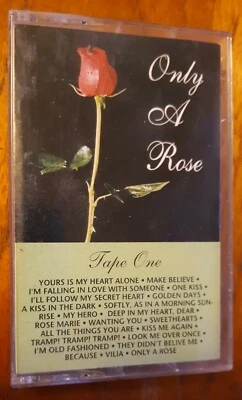 Only
A
Rose
Tape One
YOURS IS MY HEART ALONE • MAKE BELIEVE •
I'M FALLING IN LOVE WITH SOMEONE • ONE KISS •
I'LL FOLLOW MY SECRET HEART • GOLDEN DAYS •
A KISS IN THE DARK • SOFTLY, AS IN A MORNING SUN-
RISE • MY HERO • DEEP IN MY HEART, DEAR •
ROSE MARIE • WANTING YOU • SWEETHEARTS •
ALL THE THINGS YOU ARE • KISS ME AGAIN •
TRAMP! TRAMP! TRAMP! • LOOK ME OVER ONCE •
I'M OLD FASHIONED • THEY DIDN'T BELIVE ME •
BECAUSE • VILIA • ONLY A ROSE